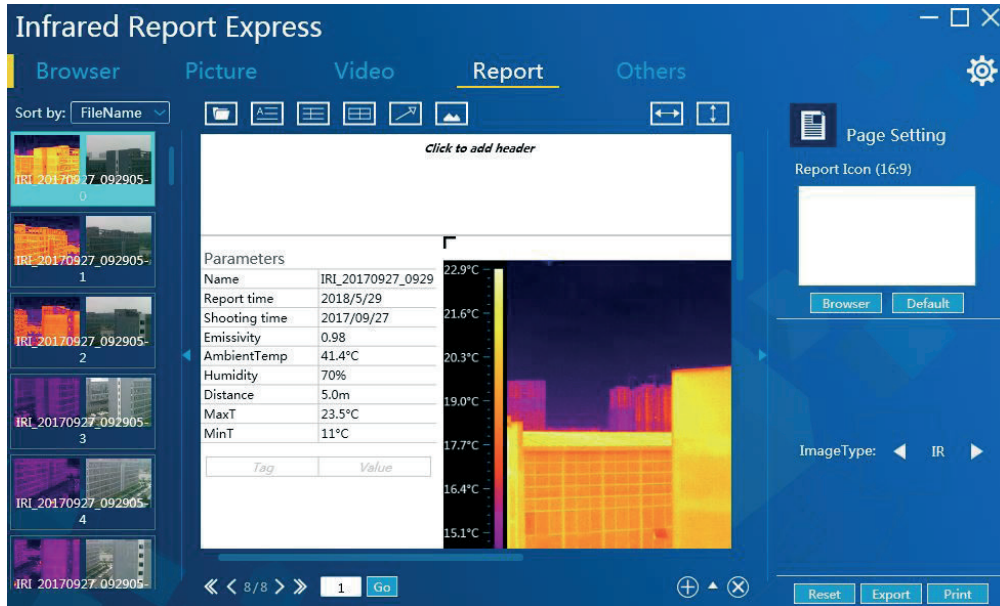 Infrared Report Express
Browser Picture Video Report Others
Sort by: FileName
IRI_20170927_092905-
0
IRI_20170927_092905-
1
IRI_20170927_092905-
2
IRI_20170927_092905-
3
IRI_20170927_092905-
4
IRI_20170927_092905-
Click to add header
Parameters
Name IRI_20170927_0929
Report time 2018/5/29
Shooting time 2017/09/27
Emissivity 0.98
AmbientTemp 41.4°C
Humidity 70%
Distance 5.0m
MaxT 23.5°C
MinT 11°C
Tag Value
22.9°C
21.6°C
20.3°C
19.0°C
17.7°C
16.4°C
15.1°C
8/8 1 Go
Page Setting
Report Icon (16:9)
Browser Default
ImageType: IR
Reset Export Print